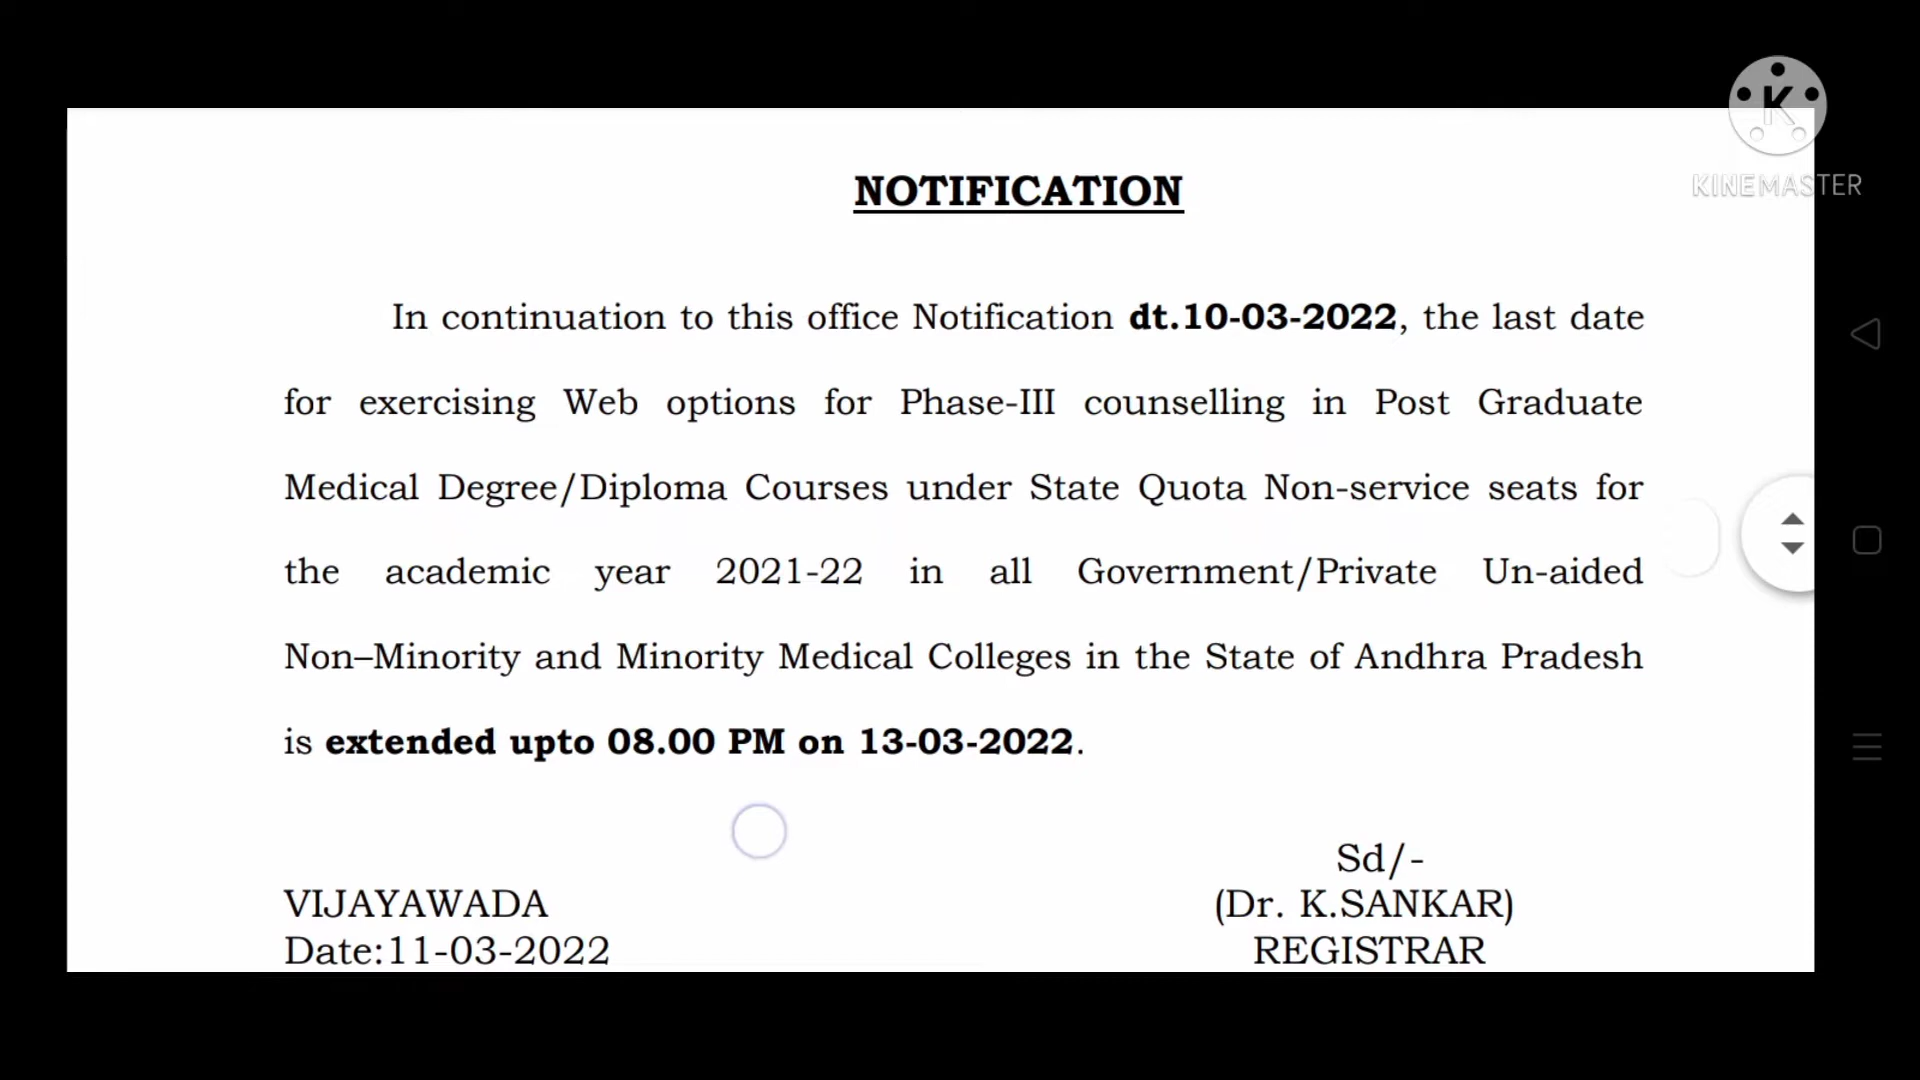 K
KINEMASTER
NOTIFICATION
In continuation to this office Notification dt.10-03-2022, the last date
for exercising Web options for Phase-III counselling in Post Graduate
Medical Degree/Diploma Courses under State Quota Non-service seats for
the academic year 2021-22 in all Government/Private Un-aided
Non–Minority and Minority Medical Colleges in the State of Andhra Pradesh
is extended upto 08.00 PM on 13-03-2022.
Sd/-
VIJAYAWADA (Dr. K.SANKAR)
Date:11-03-2022 REGISTRAR